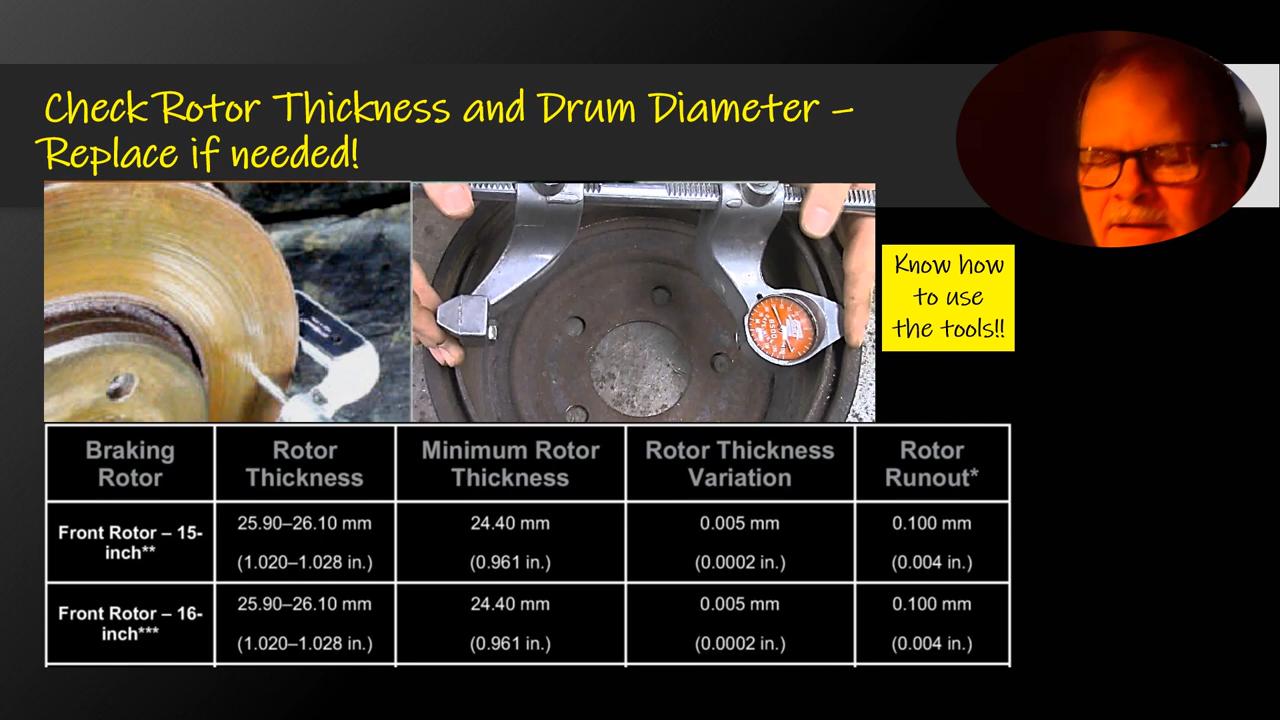 Check Rotor Thickness and Drum Diameter –
Replace if needed!
Know how
to use
the tools!!
Braking
Rotor
Rotor
Thickness
Minimum Rotor
Thickness
Rotor Thickness
Variation
Rotor
Runout*
Front Rotor – 15-
inch**
25.90–26.10 mm
(1.020–1.028 in.)
24.40 mm
(0.961 in.)
0.005 mm
(0.0002 in.)
0.100 mm
(0.004 in.)
Front Rotor – 16-
inch***
25.90–26.10 mm
(1.020–1.028 in.)
24.40 mm
(0.961 in.)
0.005 mm
(0.0002 in.)
0.100 mm
(0.004 in.)